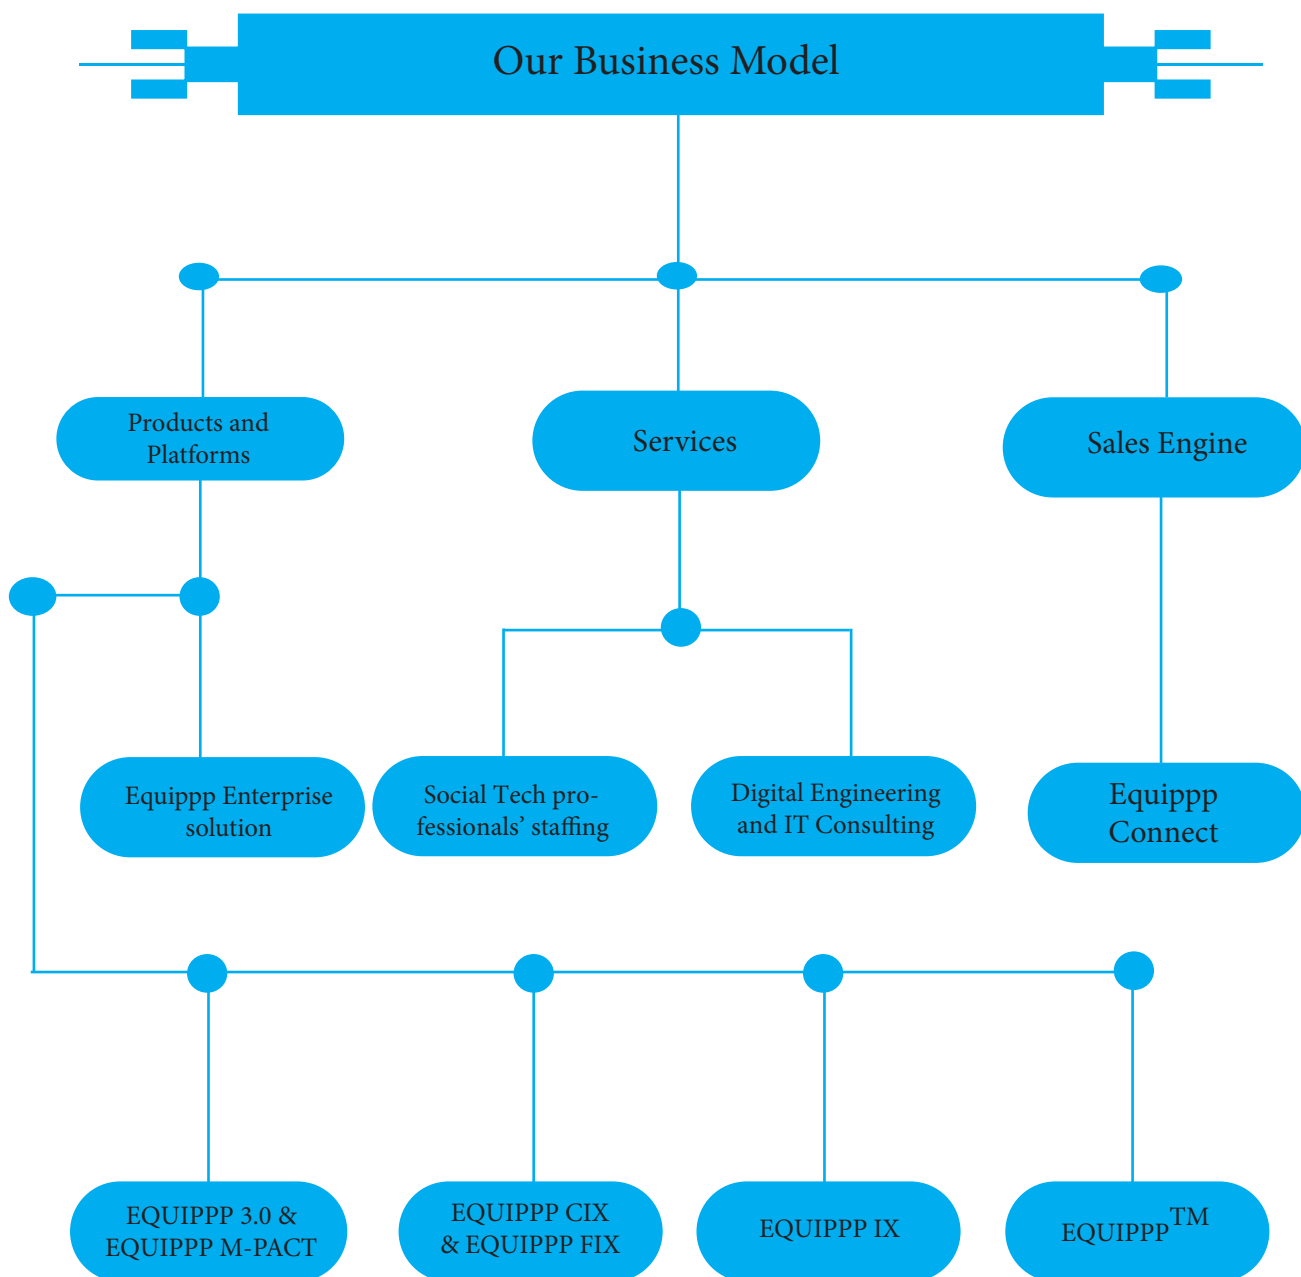 Our Business Model
Products and
Platforms
Services
Sales Engine
Equippp Enterprise
solution
Social Tech pro-
fessionals’ staffing
Digital Engineering
and IT Consulting
Equippp
Connect
EQUIPPP 3.0 &
EQUIPPP M-PACT
EQUIPPP CIX
& EQUIPPP FIX
EQUIPPP IX
EQUIPPP™